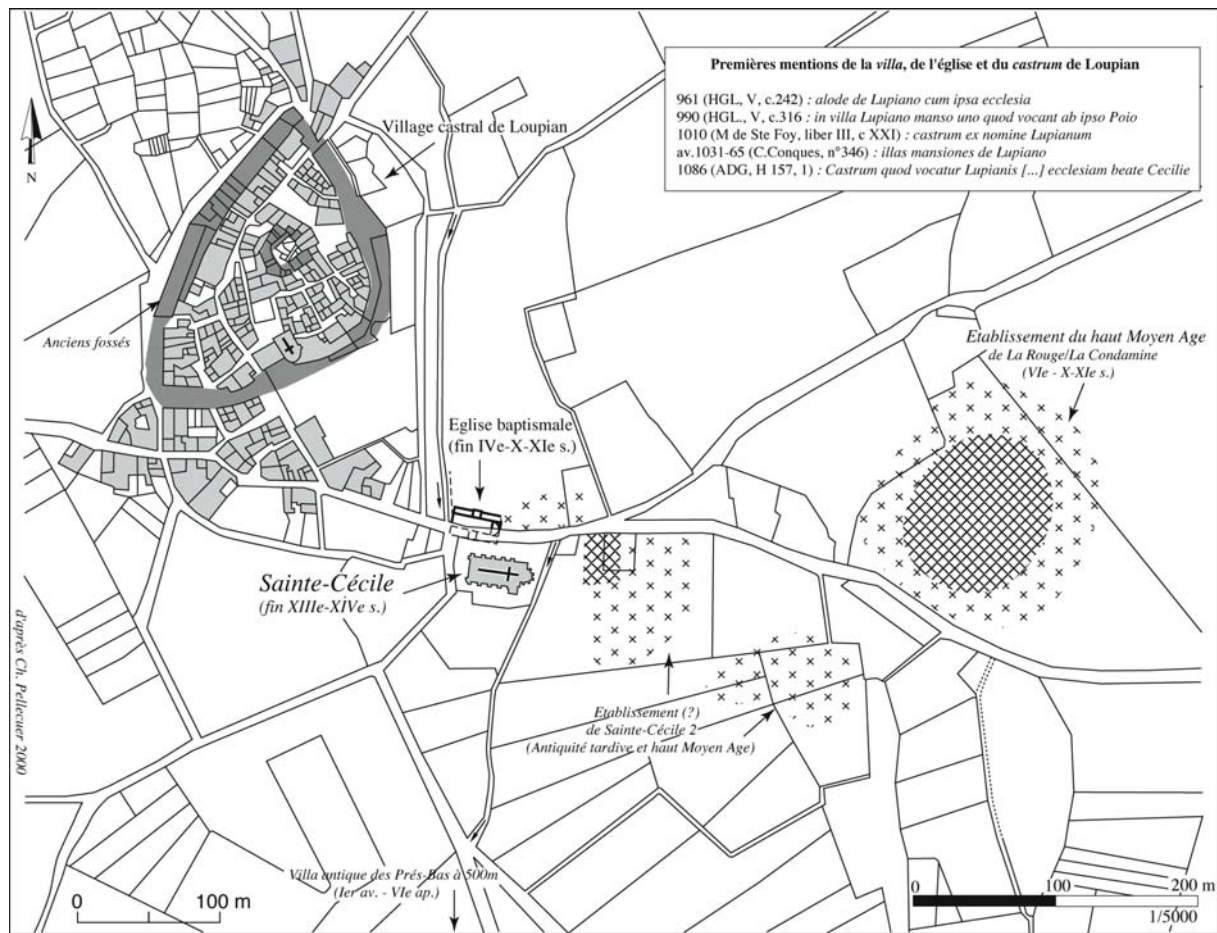 Premières mentions de la villa, de l'église et du castrum de Loupian
961 (HGL, V, c.242) : alode de Lupiano cum ipsa ecclesia
990 (HGL., V, c.316 : in villa Lupiano manso uno quod vocant ab ipso Poio
1010 (M de Ste Foy, liber III, c XXI) : castrum ex nomine Lupianum
av.1031-65 (C.Conques, n°346) : illas mansiones de Lupiano
1086 (ADG, H 157, 1) : Castrum quod vocatur Lupianis [...] ecclesiam beate Cecilie
N
Village castral de Loupian
Anciens fossés
Etablissement du haut Moyen Age
de La Rouge/La Condamine
(VIe - X-XIe s.)
Eglise baptismale
(fin IVe-X-XIe s.)
Sainte-Cécile
(fin XIIIe-XIVe s.)
Etablissement (?)
de Sainte-Cécile 2
(Antiquité tardive et haut Moyen Age)
d'après Ch. Pellecuer 2000
Villa antique des Prés-Bas à 500m
(Ier av. - VIe ap.)
0 100 m
0 100 200 m
1/5000